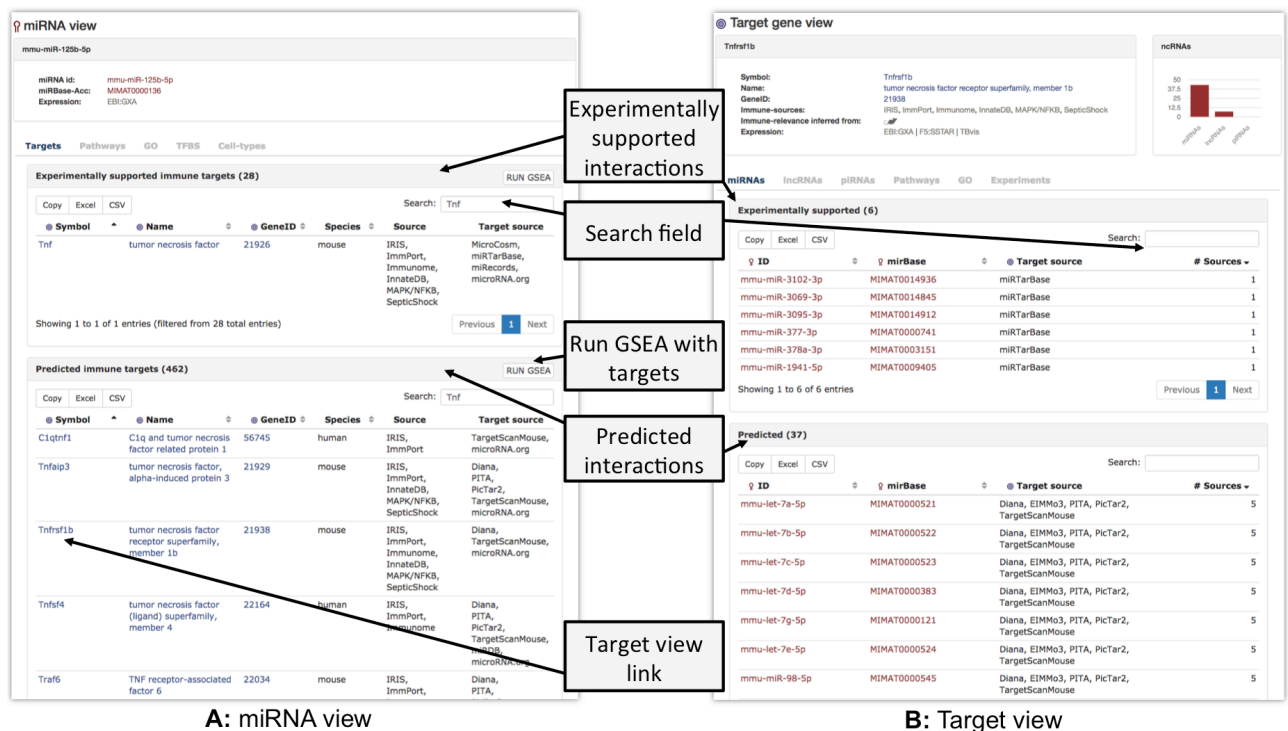 miRNA view
mmu-miR-125b-5p
miRNA id: mmu-miR-125b-5p
miRBase-Acc: MIMAT0000136
Expression: EBI:GXA
Targets Pathways GO TFBS Cell-types
Experimentally supported immune targets (28) RUN GSEA
Copy Excel CSV Search: Tnf
Symbol Name GeneID Species Source Target source
Tnf tumor necrosis factor 21926 mouse IRIS, MicroCosm,
ImmPort, miRTarBase,
Immunome, miRecords,
InnateDB, microRNA.org
MAPK/NFKB,
SepticShock
Showing 1 to 1 of 1 entries (filtered from 28 total entries) Previous 1 Next
Predicted immune targets (462) RUN GSEA
Copy Excel CSV Search: Tnf
Symbol Name GeneID Species Source Target source
C1qtnf1 C1q and tumor necrosis 56745 human IRIS, TargetScanMouse,
factor related protein 1 ImmPort microRNA.org
Tnfaip3 tumor necrosis factor, 21929 mouse IRIS, Diana,
alpha-induced protein 3 ImmPort, PITA,
InnateDB, PicTar2,
MAPK/NFKB, TargetScanMouse,
SepticShock microRNA.org
Tnfrsf1b tumor necrosis factor 21938 mouse IRIS, Diana,
receptor superfamily, ImmPort, TargetScanMouse,
member 1b Immunome, microRNA.org
InnateDB,
MAPK/NFKB,
SepticShock
Tnfsf4 tumor necrosis factor 22164 human IRIS, Diana,
(ligand) superfamily, ImmPort, PITA,
member 4 Immunome PicTar2,
TargetScanMouse,
miRDB,
microRNA.org
Traf6 TNF receptor-associated 22034 mouse IRIS, Diana,
factor 6 ImmPort, PITA,
A: miRNA view
Experimentally
supported
interactions
Search field
Run GSEA with
targets
Predicted
interactions
Target view
link
Target gene view
Tnfrsf1b
Symbol: Tnfrsf1b
Name: tumor necrosis factor receptor superfamily, member 1b
GeneID: 21938
Immune-sources: IRIS, ImmPort, Immunome, InnateDB, MAPK/NFKB, SepticShock
Immune-relevance inferred from:
Expression: EBI:GXA | F5:SSTAR | TBvis
ncRNAs
50
37.5
25
12.5
0
miRNAs lncRNAs piRNAs
miRNAs lncRNAs piRNAs Pathways GO Experiments
Experimentally supported (6)
Copy Excel CSV Search:
ID mirBase Target source # Sources
mmu-miR-3102-3p MIMAT0014936 miRTarBase 1
mmu-miR-3069-3p MIMAT0014845 miRTarBase 1
mmu-miR-3095-3p MIMAT0014912 miRTarBase 1
mmu-miR-377-3p MIMAT0000741 miRTarBase 1
mmu-miR-378a-3p MIMAT0003151 miRTarBase 1
mmu-miR-1941-5p MIMAT0009405 miRTarBase 1
Showing 1 to 6 of 6 entries Previous 1 Next
Predicted (37)
Copy Excel CSV Search:
ID mirBase Target source # Sources
mmu-let-7a-5p MIMAT0000521 Diana, EIMMo3, PITA, PicTar2, 5
TargetScanMouse
mmu-let-7b-5p MIMAT0000522 Diana, EIMMo3, PITA, PicTar2, 5
TargetScanMouse
mmu-let-7c-5p MIMAT0000523 Diana, EIMMo3, PITA, PicTar2, 5
TargetScanMouse
mmu-let-7d-5p MIMAT0000383 Diana, EIMMo3, PITA, PicTar2, 5
TargetScanMouse
mmu-let-7g-5p MIMAT0000121 Diana, EIMMo3, PITA, PicTar2, 5
TargetScanMouse
mmu-let-7e-5p MIMAT0000524 Diana, EIMMo3, PITA, PicTar2, 5
TargetScanMouse
mmu-miR-98-5p MIMAT0000545 Diana, EIMMo3, PITA, PicTar2, 5
TargetScanMouse
B: Target view